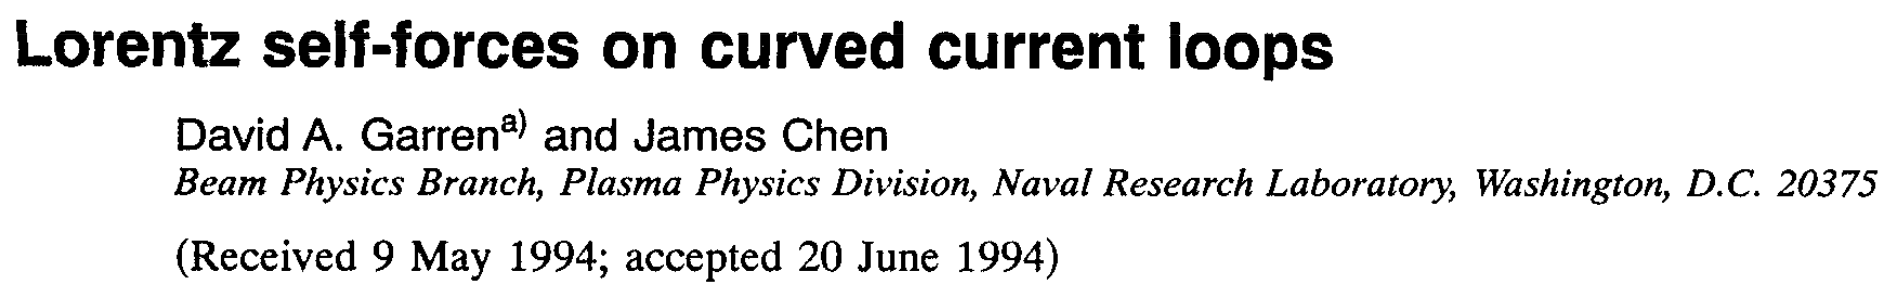 Lorentz self-forces on curved current loops
David A. Garren^a) and James Chen
Beam Physics Branch, Plasma Physics Division, Naval Research Laboratory, Washington, D.C. 20375
(Received 9 May 1994; accepted 20 June 1994)